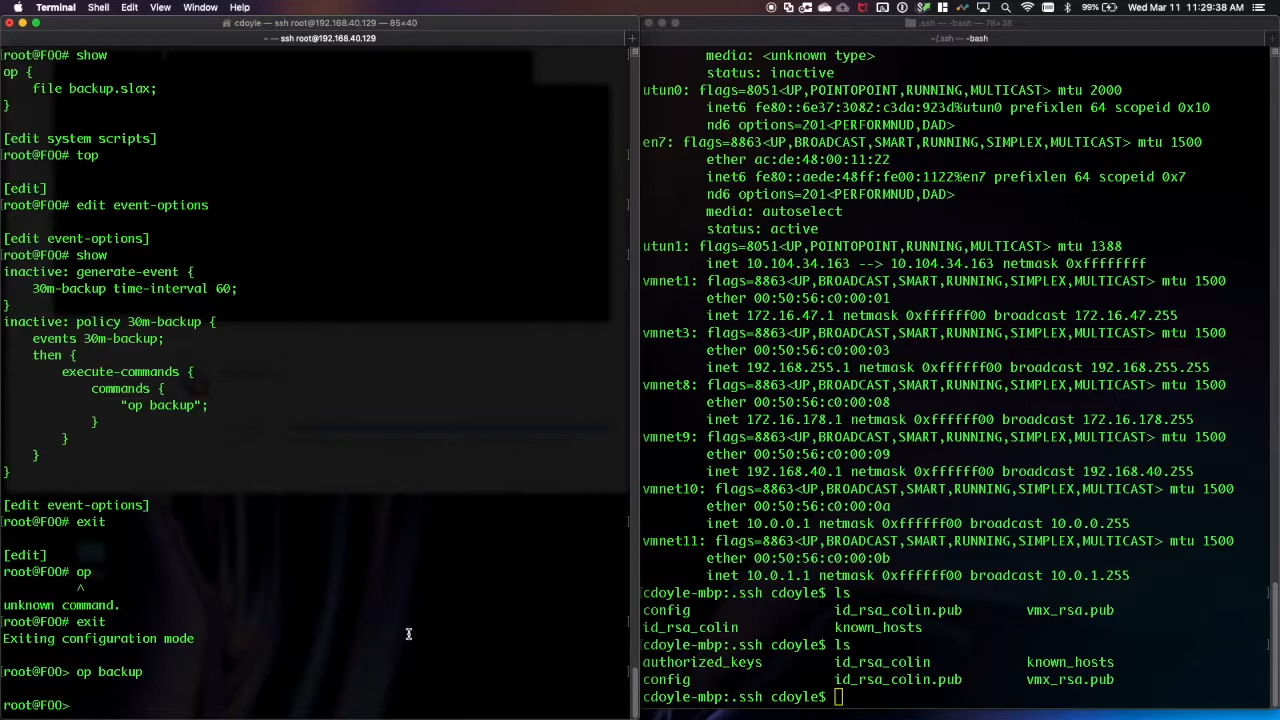 Terminal Shell Edit View Window Help
99% Wed Mar 11 11:29:38 AM
cdoyle — ssh root@192.168.40.129 — 85×40
~ — ssh root@192.168.40.129
[root@FOO# show
op {
file backup.slax;
}
[edit system scripts]
[root@FOO# top
[edit]
[root@FOO# edit event-options
[edit event-options]
[root@FOO# show
inactive: generate-event {
30m-backup time-interval 60;
}
inactive: policy 30m-backup {
events 30m-backup;
then {
execute-commands {
commands {
"op backup";
}
}
}
}
[edit event-options]
[root@FOO# exit
[edit]
[root@FOO# op
^
unknown command.
[root@FOO# exit
Exiting configuration mode
[root@FOO> op backup
root@FOO>
.ssh — -bash — 78×38
~/.ssh — -bash
media: <unknown type>
status: inactive
utun0: flags=8051<UP,POINTOPOINT,RUNNING,MULTICAST> mtu 2000
inet6 fe80::6e37:3082:c3da:923d%utun0 prefixlen 64 scopeid 0x10
nd6 options=201<PERFORMNUD,DAD>
en7: flags=8863<UP,BROADCAST,SMART,RUNNING,SIMPLEX,MULTICAST> mtu 1500
ether ac:de:48:00:11:22
inet6 fe80::aede:48ff:fe00:1122%en7 prefixlen 64 scopeid 0x7
nd6 options=201<PERFORMNUD,DAD>
media: autoselect
status: active
utun1: flags=8051<UP,POINTOPOINT,RUNNING,MULTICAST> mtu 1388
inet 10.104.34.163 --> 10.104.34.163 netmask 0xffffffff
vmnet1: flags=8863<UP,BROADCAST,SMART,RUNNING,SIMPLEX,MULTICAST> mtu 1500
ether 00:50:56:c0:00:01
inet 172.16.47.1 netmask 0xffffff00 broadcast 172.16.47.255
vmnet3: flags=8863<UP,BROADCAST,SMART,RUNNING,SIMPLEX,MULTICAST> mtu 1500
ether 00:50:56:c0:00:03
inet 192.168.255.1 netmask 0xffffff00 broadcast 192.168.255.255
vmnet8: flags=8863<UP,BROADCAST,SMART,RUNNING,SIMPLEX,MULTICAST> mtu 1500
ether 00:50:56:c0:00:08
inet 172.16.178.1 netmask 0xffffff00 broadcast 172.16.178.255
vmnet9: flags=8863<UP,BROADCAST,SMART,RUNNING,SIMPLEX,MULTICAST> mtu 1500
ether 00:50:56:c0:00:09
inet 192.168.40.1 netmask 0xffffff00 broadcast 192.168.40.255
vmnet10: flags=8863<UP,BROADCAST,SMART,RUNNING,SIMPLEX,MULTICAST> mtu 1500
ether 00:50:56:c0:00:0a
inet 10.0.0.1 netmask 0xffffff00 broadcast 10.0.0.255
vmnet11: flags=8863<UP,BROADCAST,SMART,RUNNING,SIMPLEX,MULTICAST> mtu 1500
ether 00:50:56:c0:00:0b
inet 10.0.1.1 netmask 0xffffff00 broadcast 10.0.1.255
[cdoyle-mbp:.ssh cdoyle$ ls
config id_rsa_colin.pub vmx_rsa.pub
id_rsa_colin known_hosts
[cdoyle-mbp:.ssh cdoyle$ ls
authorized_keys id_rsa_colin known_hosts
config id_rsa_colin.pub vmx_rsa.pub
cdoyle-mbp:.ssh cdoyle$